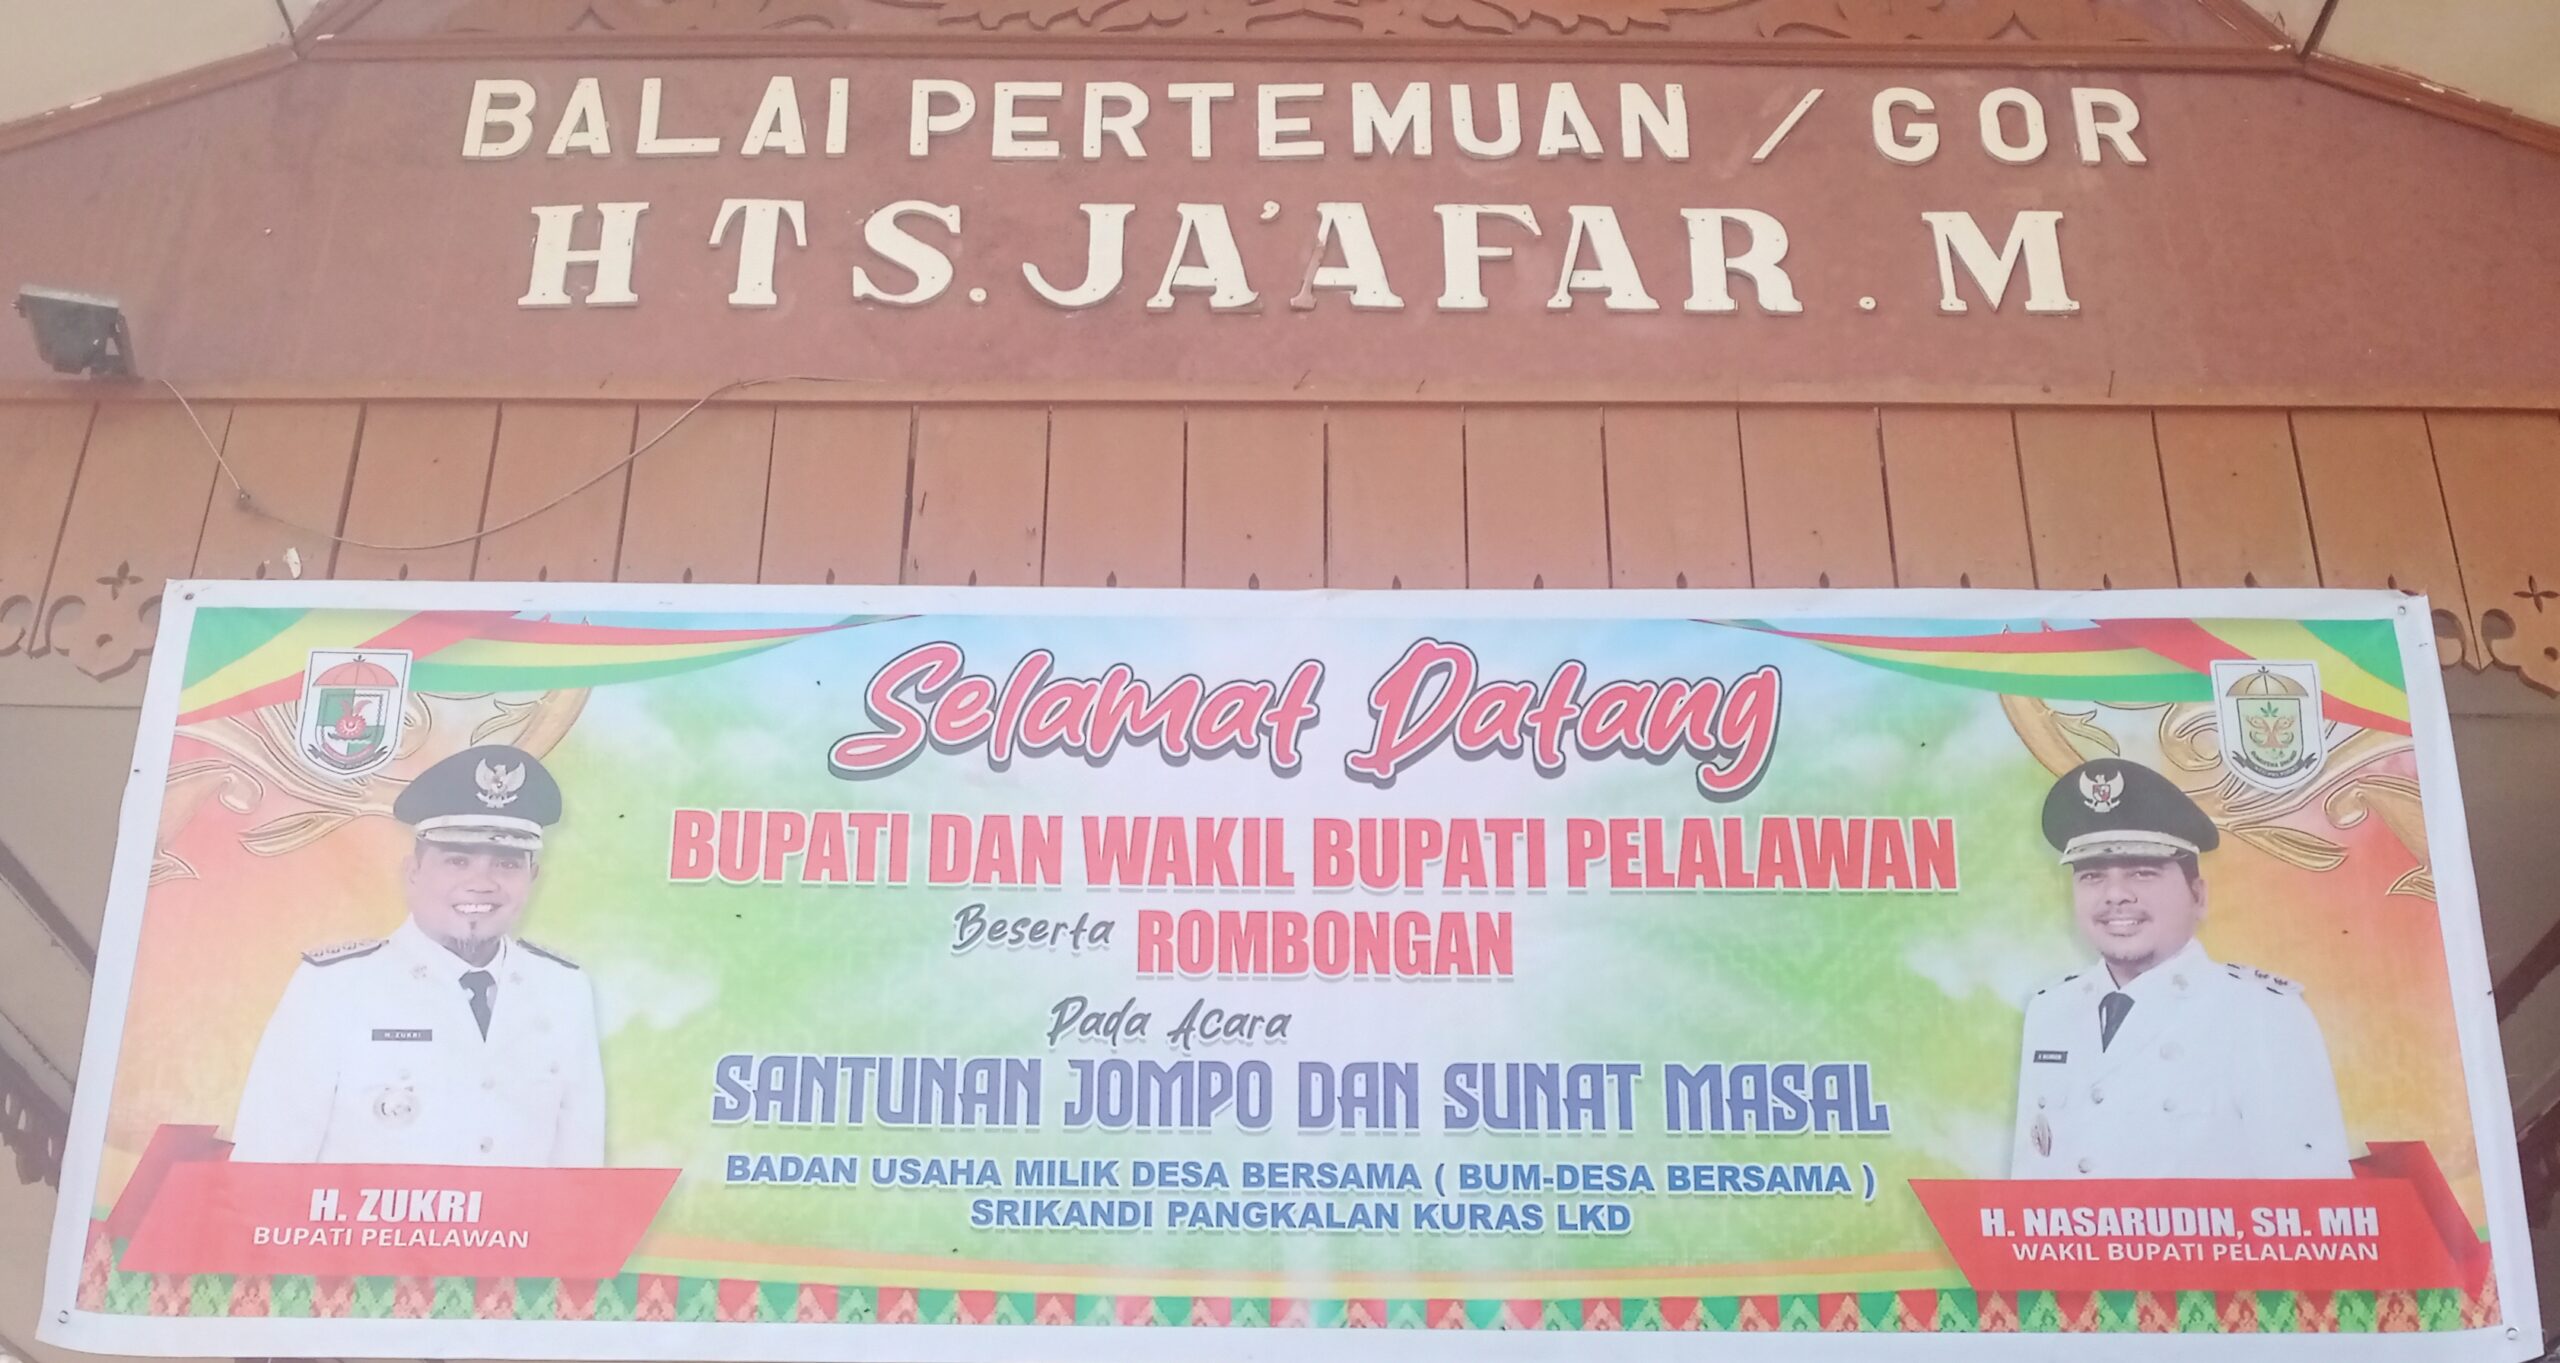 BALAI PERTEMUAN / GOR
HTS. JA'AFAR . M
Selamat Datang
BUPATI DAN WAKIL BUPATI PELALAWAN
Beserta ROMBONGAN
Pada Acara
SANTUNAN JOMPO DAN SUNAT MASAL
BADAN USAHA MILIK DESA BERSAMA ( BUM-DESA BERSAMA )
SRIKANDI PANGKALAN KURAS LKD
H. ZUKRI
H. ZUKRI
BUPATI PELALAWAN
H. NASARUDIN, SH. MH
WAKIL BUPATI PELALAWAN